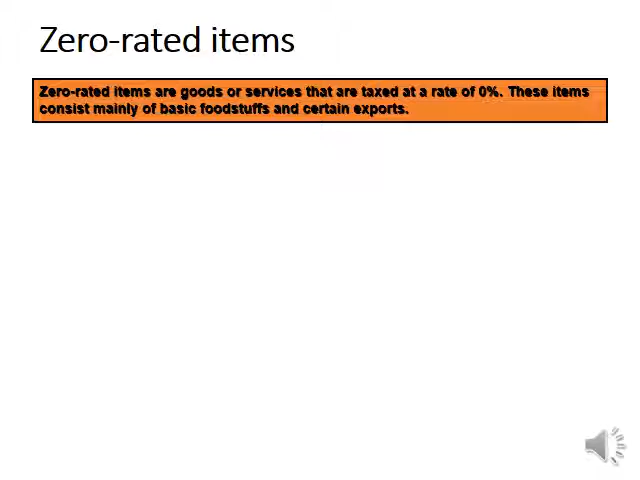 Zero-rated items
Zero-rated items are goods or services that are taxed at a rate of 0%. These items
consist mainly of basic foodstuffs and certain exports.